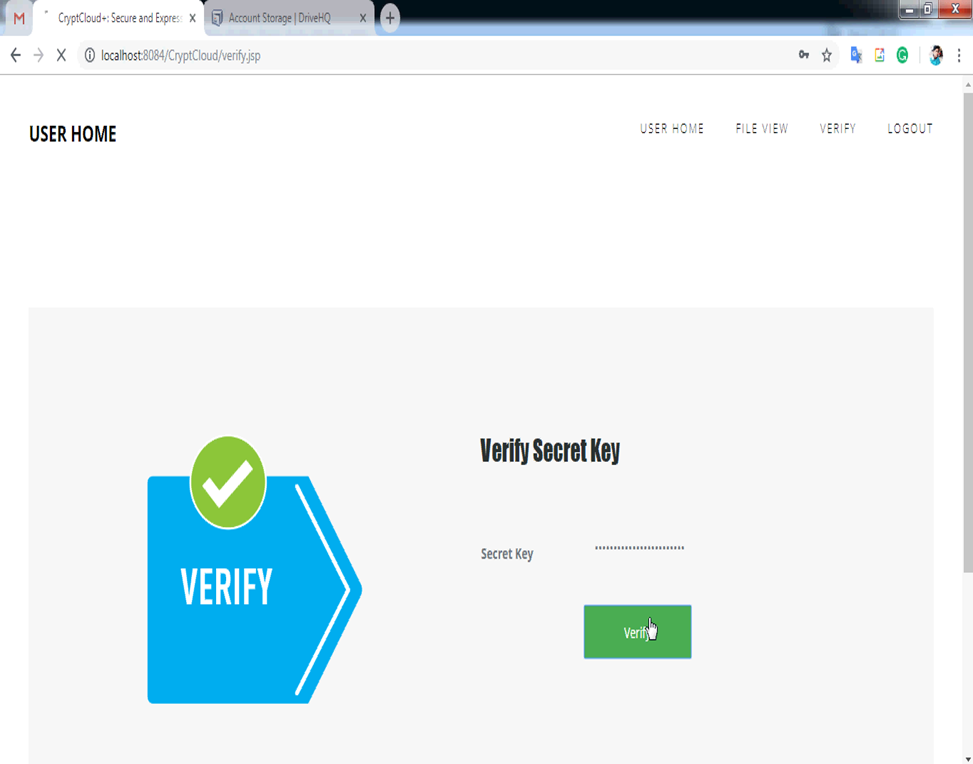 CryptCloud+: Secure and Express
Account Storage | DriveHQ
localhost:8084/CryptCloud/verify.jsp
USER HOME
USER HOME FILE VIEW VERIFY LOGOUT
VERIFY
Verify Secret Key
Secret Key
Verify